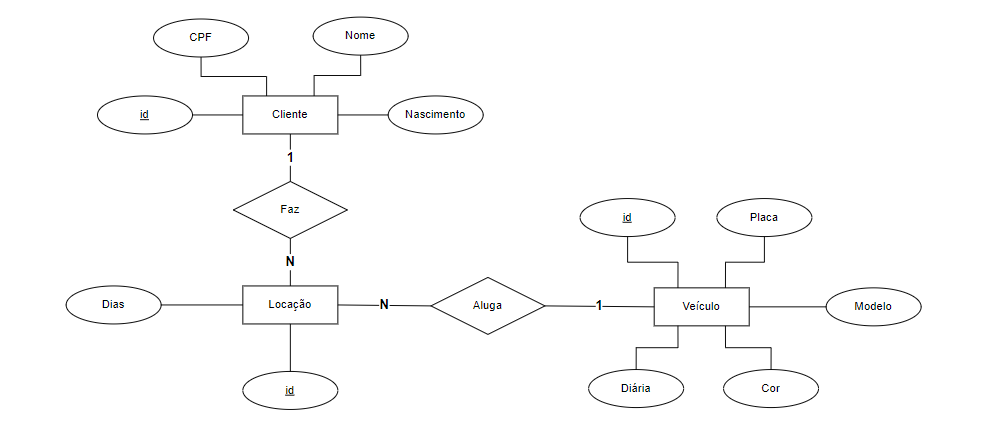 CPF
Nome
id
Cliente
Nascimento
1
Faz
id
Placa
N
Dias
Locação
N
Aluga
1
Veículo
Modelo
id
Diária
Cor